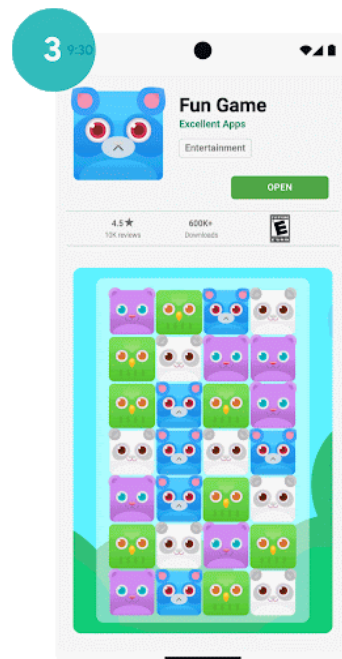 3
9:30
Fun Game
Excellent Apps
Entertainment
OPEN
4.5★ 600K+ E
10K reviews Downloads